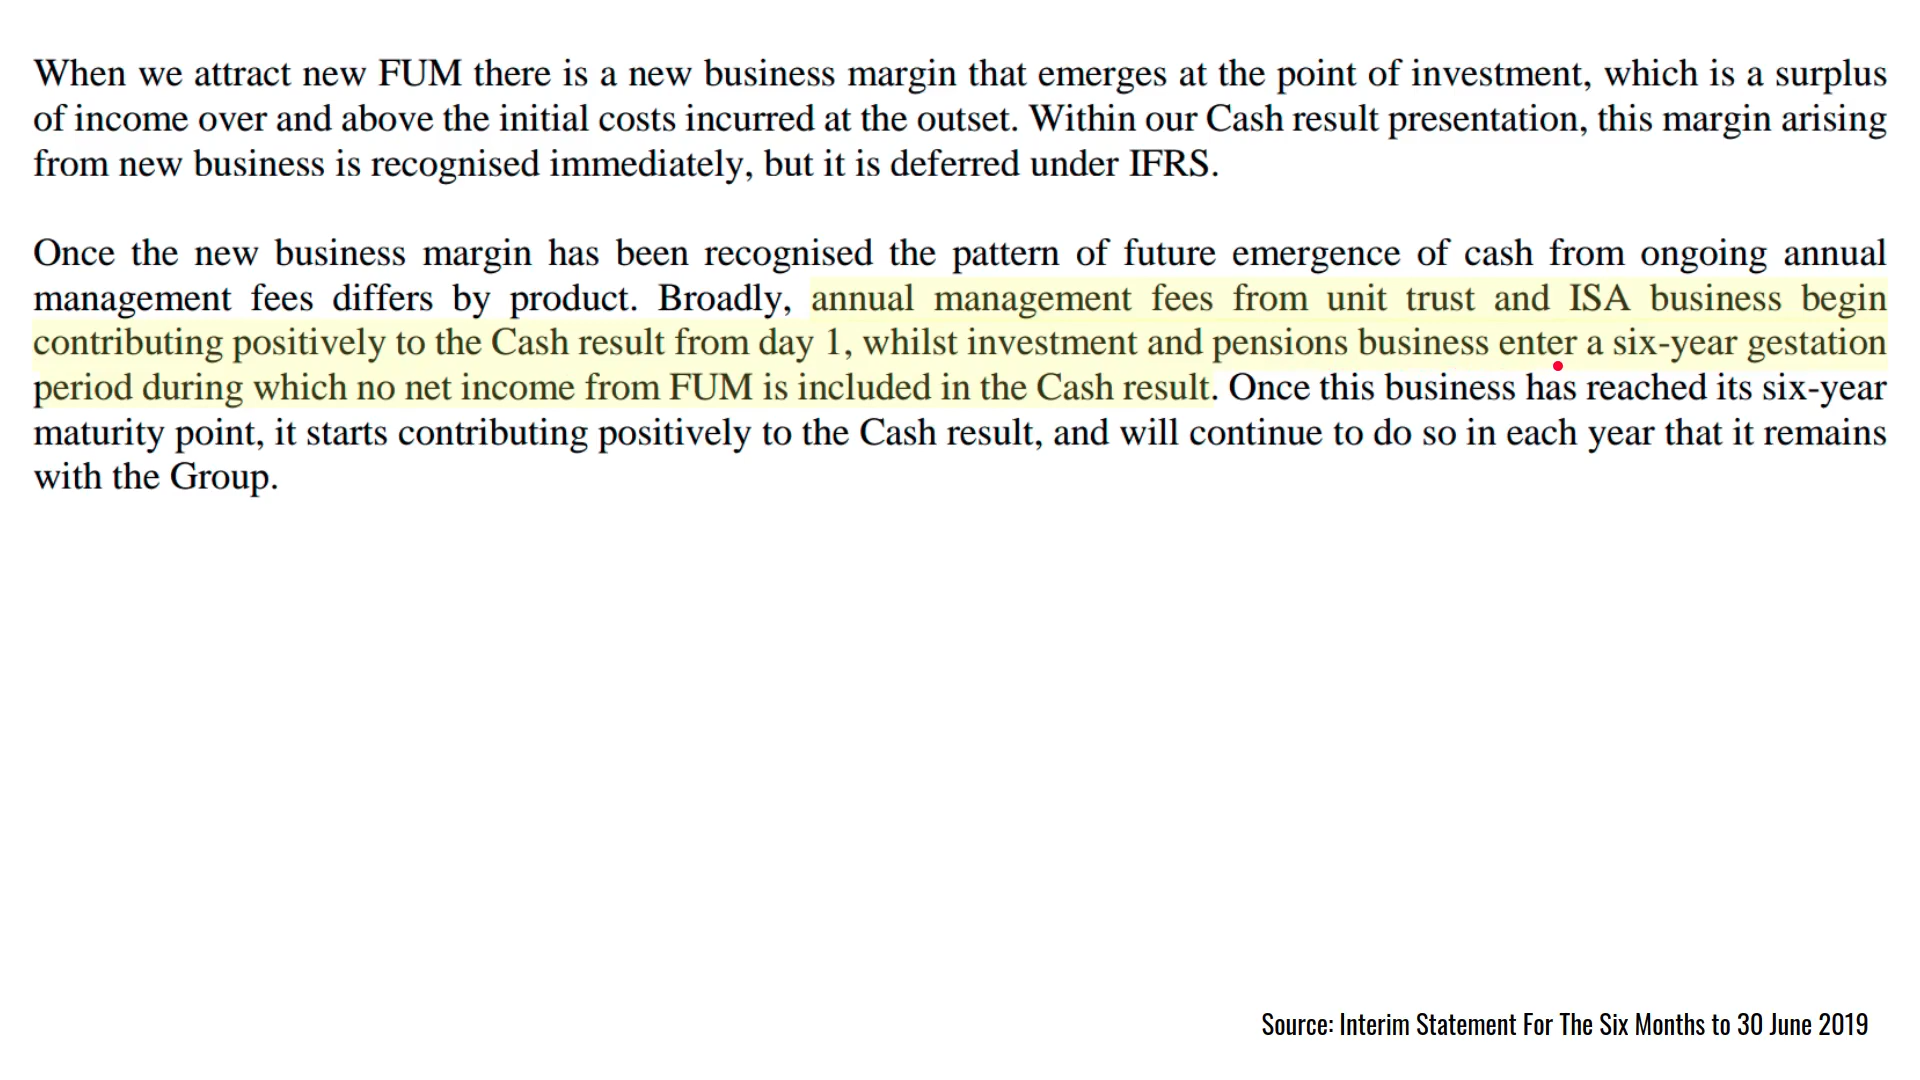 When we attract new FUM there is a new business margin that emerges at the point of investment, which is a surplus
of income over and above the initial costs incurred at the outset. Within our Cash result presentation, this margin arising
from new business is recognised immediately, but it is deferred under IFRS.
Once the new business margin has been recognised the pattern of future emergence of cash from ongoing annual
management fees differs by product. Broadly, annual management fees from unit trust and ISA business begin
contributing positively to the Cash result from day 1, whilst investment and pensions business enter a six-year gestation
period during which no net income from FUM is included in the Cash result. Once this business has reached its six-year
maturity point, it starts contributing positively to the Cash result, and will continue to do so in each year that it remains
with the Group.
Source: Interim Statement For The Six Months to 30 June 2019